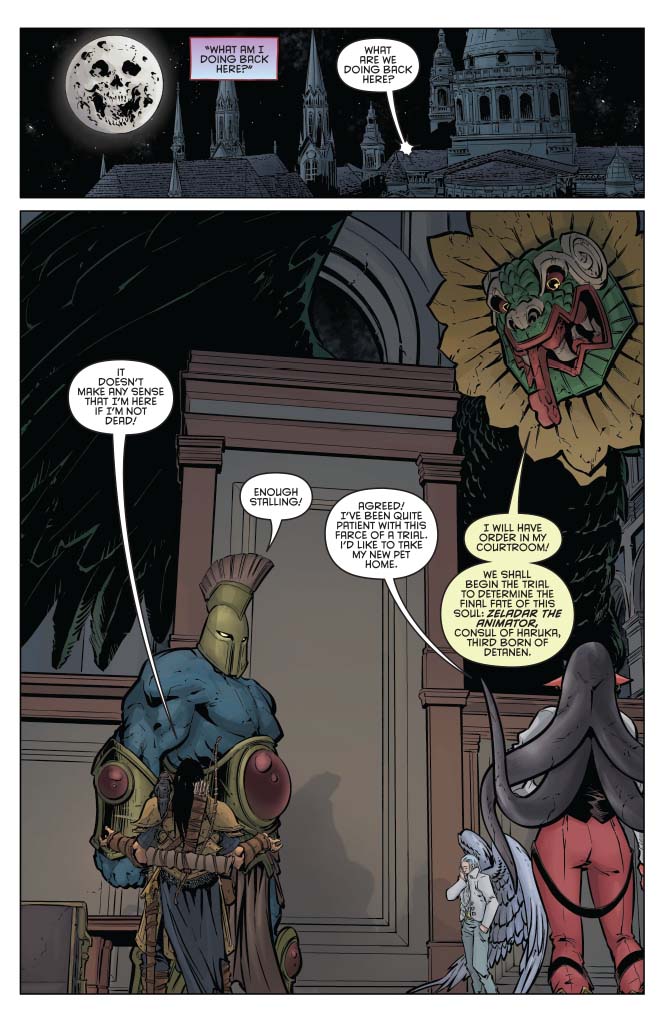 "WHAT AM I
DOING BACK
HERE?"
WHAT
ARE WE
DOING BACK
HERE?
IT
DOESN'T
MAKE ANY SENSE
THAT I'M HERE
IF I'M NOT
DEAD!
ENOUGH
STALLING!
AGREED!
I'VE BEEN QUITE
PATIENT WITH THIS
FARCE OF A TRIAL.
I'D LIKE TO TAKE
MY NEW PET
HOME.
I WILL HAVE
ORDER IN MY
COURTROOM!
WE SHALL
BEGIN THE TRIAL
TO DETERMINE THE
FINAL FATE OF THIS
SOUL: ZELADAR THE
ANIMATOR,
CONSUL OF HARUKA,
THIRD BORN OF
DETANEN.